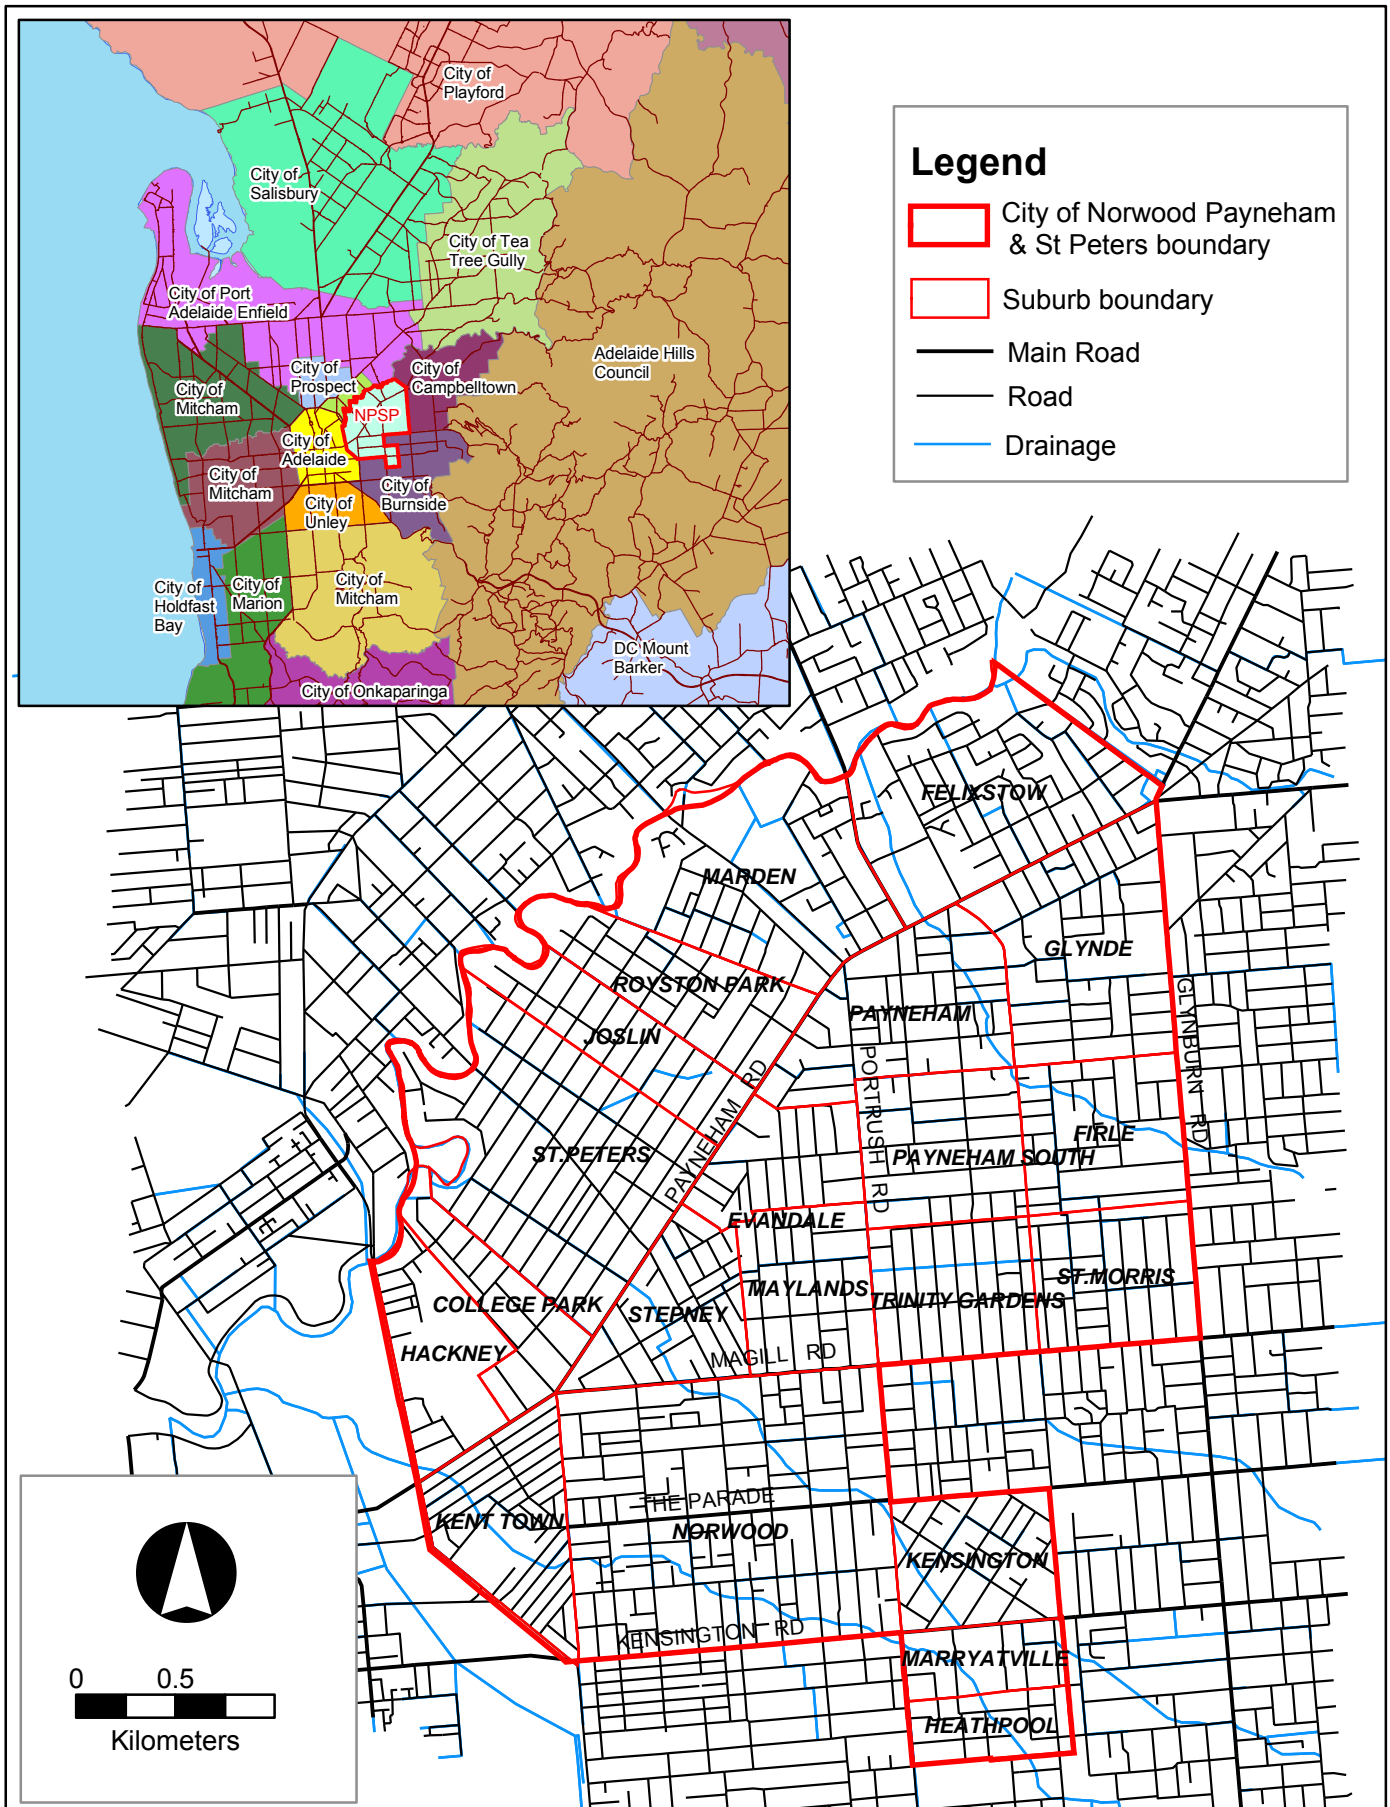 City of
Playford
City of
Salisbury
City of Tea
Tree Gully
City of Port
Adelaide Enfield
Adelaide Hills
Council
City of
Prospect
City of
Campbelltown
City of
Mitcham
NPSP
City of
Adelaide
City of
Mitcham
City of
Burnside
City of
Unley
City of
Holdfast
Bay
City of
Marion
City of
Mitcham
DC Mount
Barker
City of Onkaparinga
Legend
City of Norwood Payneham
& St Peters boundary
Suburb boundary
Main Road
Road
Drainage
FELIXSTOW
MARDEN
GLYNDE
ROYSTON PARK
PAYNEHAM
JOSLIN
GLYNBURN RD
PORTRUSH RD
PAYNEHAM RD
FIRLE
ST.PETERS
PAYNEHAM SOUTH
EVANDALE
ST.MORRIS
MAYLANDS
TRINITY GARDENS
COLLEGE PARK
STEPNEY
HACKNEY
MAGILL RD
THE PARADE
KENT TOWN
NORWOOD
KENSINGTON
KENSINGTON RD
MARRYATVILLE
HEATHPOOL
0 0.5
Kilometers